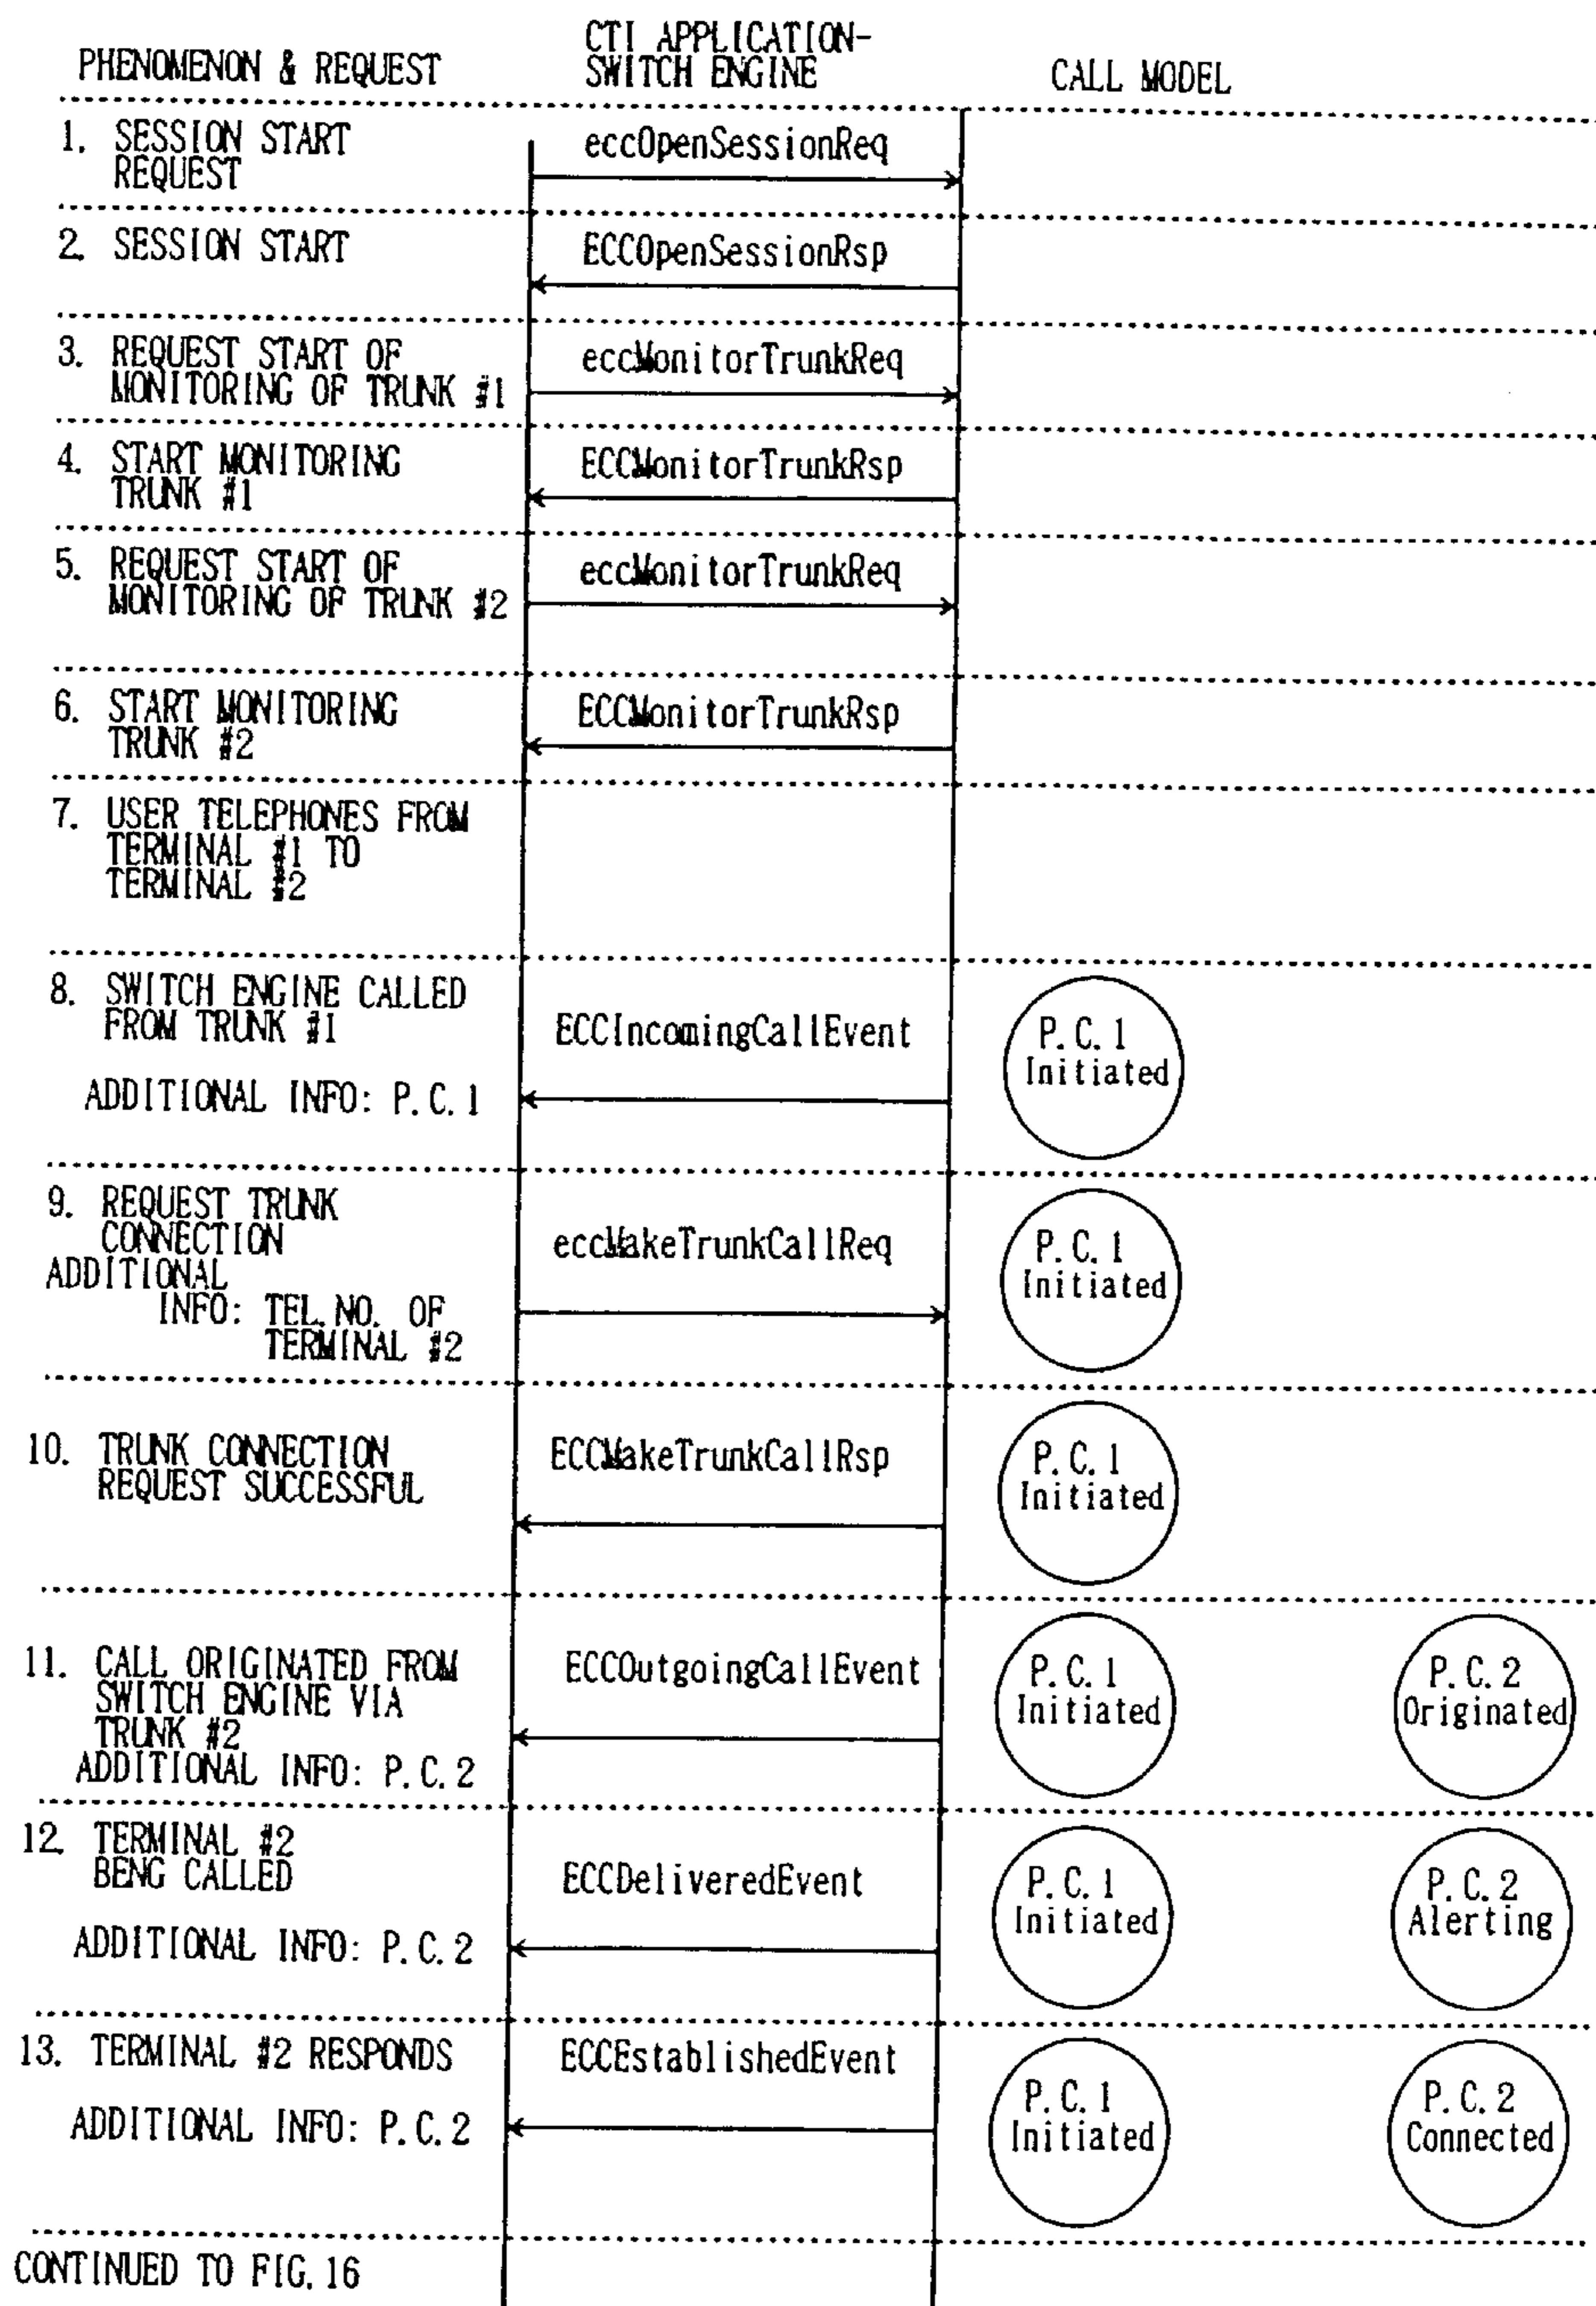 PHENOMENON & REQUEST
CTI APPLICATION-
SWITCH ENGINE
CALL MODEL
1. SESSION START
REQUEST
eccOpenSessionReq
2. SESSION START
ECCOpenSessionRsp
3. REQUEST START OF
MONITORING OF TRUNK #1
eccMonitorTrunkReq
4. START MONITORING
TRUNK #1
ECCMonitorTrunkRsp
5. REQUEST START OF
MONITORING OF TRUNK #2
eccMonitorTrunkReq
6. START MONITORING
TRUNK #2
ECCMonitorTrunkRsp
7. USER TELEPHONES FROM
TERMINAL #1 TO
TERMINAL #2
8. SWITCH ENGINE CALLED
FROM TRUNK #1
ADDITIONAL INFO: P.C.1
ECCIncomingCallEvent
P.C.1
Initiated
9. REQUEST TRUNK
CONNECTION
ADDITIONAL
INFO: TEL.NO. OF
TERMINAL #2
eccMakeTrunkCallReq
P.C.1
Initiated
10. TRUNK CONNECTION
REQUEST SUCCESSFUL
ECCMakeTrunkCallRsp
P.C.1
Initiated
11. CALL ORIGINATED FROM
SWITCH ENGINE VIA
TRUNK #2
ADDITIONAL INFO: P.C.2
ECCOutgoingCallEvent
P.C.1
Initiated
P.C.2
Originated
12. TERMINAL #2
BENG CALLED
ADDITIONAL INFO: P.C.2
ECCDeliveredEvent
P.C.1
Initiated
P.C.2
Alerting
13. TERMINAL #2 RESPONDS
ADDITIONAL INFO: P.C.2
ECCEstablishedEvent
P.C.1
Initiated
P.C.2
Connected
CONTINUED TO FIG.16